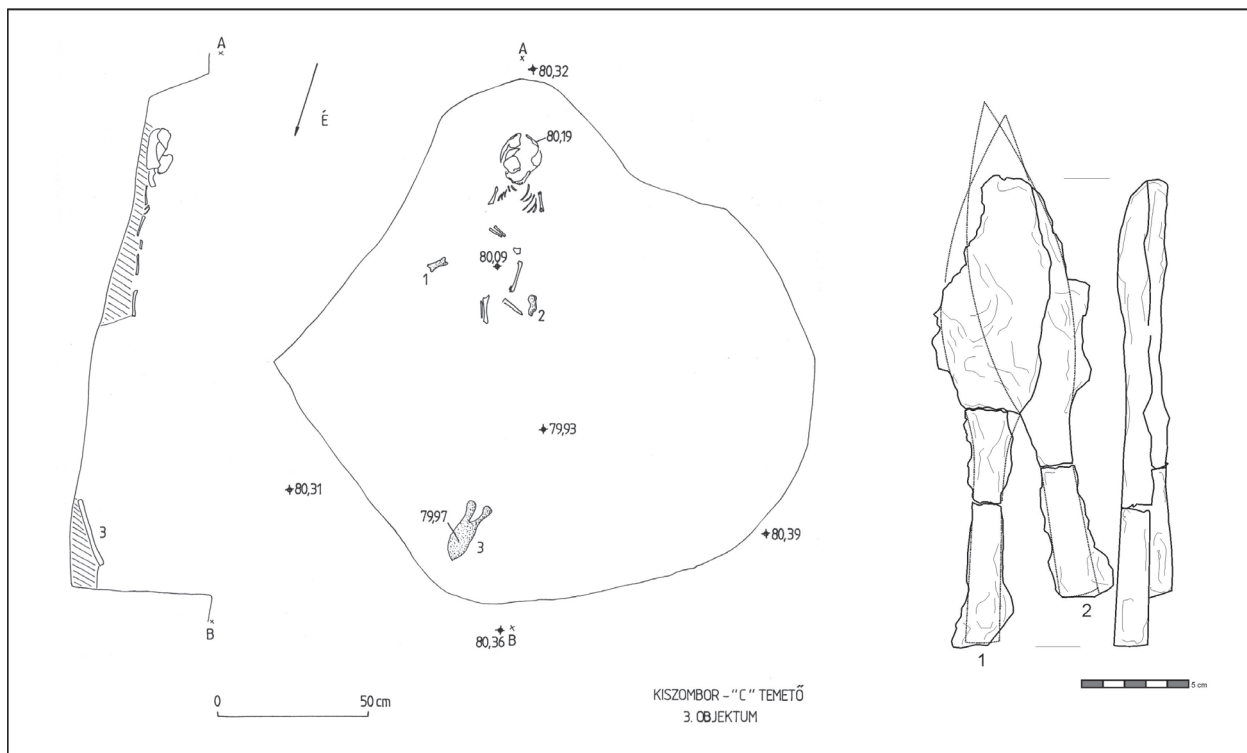 A
É
3
B
0 50 cm
A
80,32
80,19
80,09
1
2
79,93
80,31
79,97
3
80,39
80,36 B
KISZOMBOR - "C" TEMETŐ
3. OBJEKTUM
1
2
5 cm